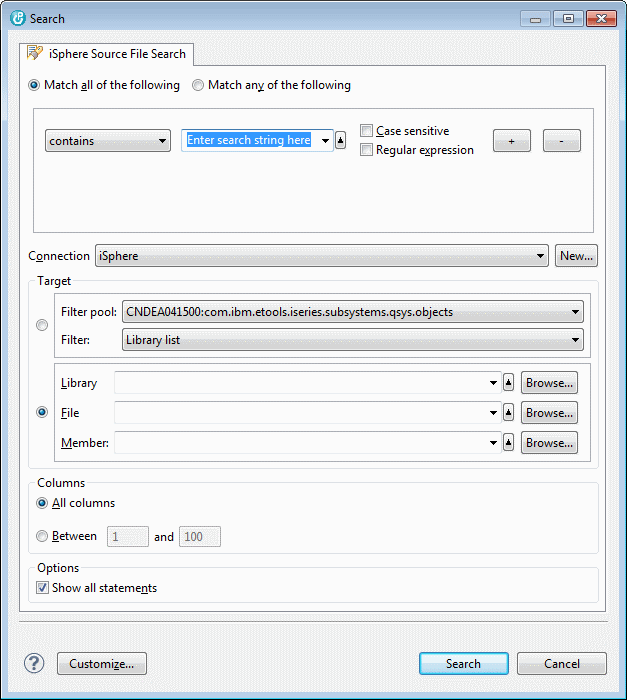 Search
iSphere Source File Search
Match all of the following Match any of the following
contains Enter search string here Case sensitive + -
Regular expression
Connection iSphere New...
Target
Filter pool: CNDEA041500:com.ibm.etools.iseries.subsystems.qsys.objects
Filter: Library list
Library Browse...
File Browse...
Member: Browse...
Columns
All columns
Between 1 and 100
Options
Show all statements
? Customize... Search Cancel